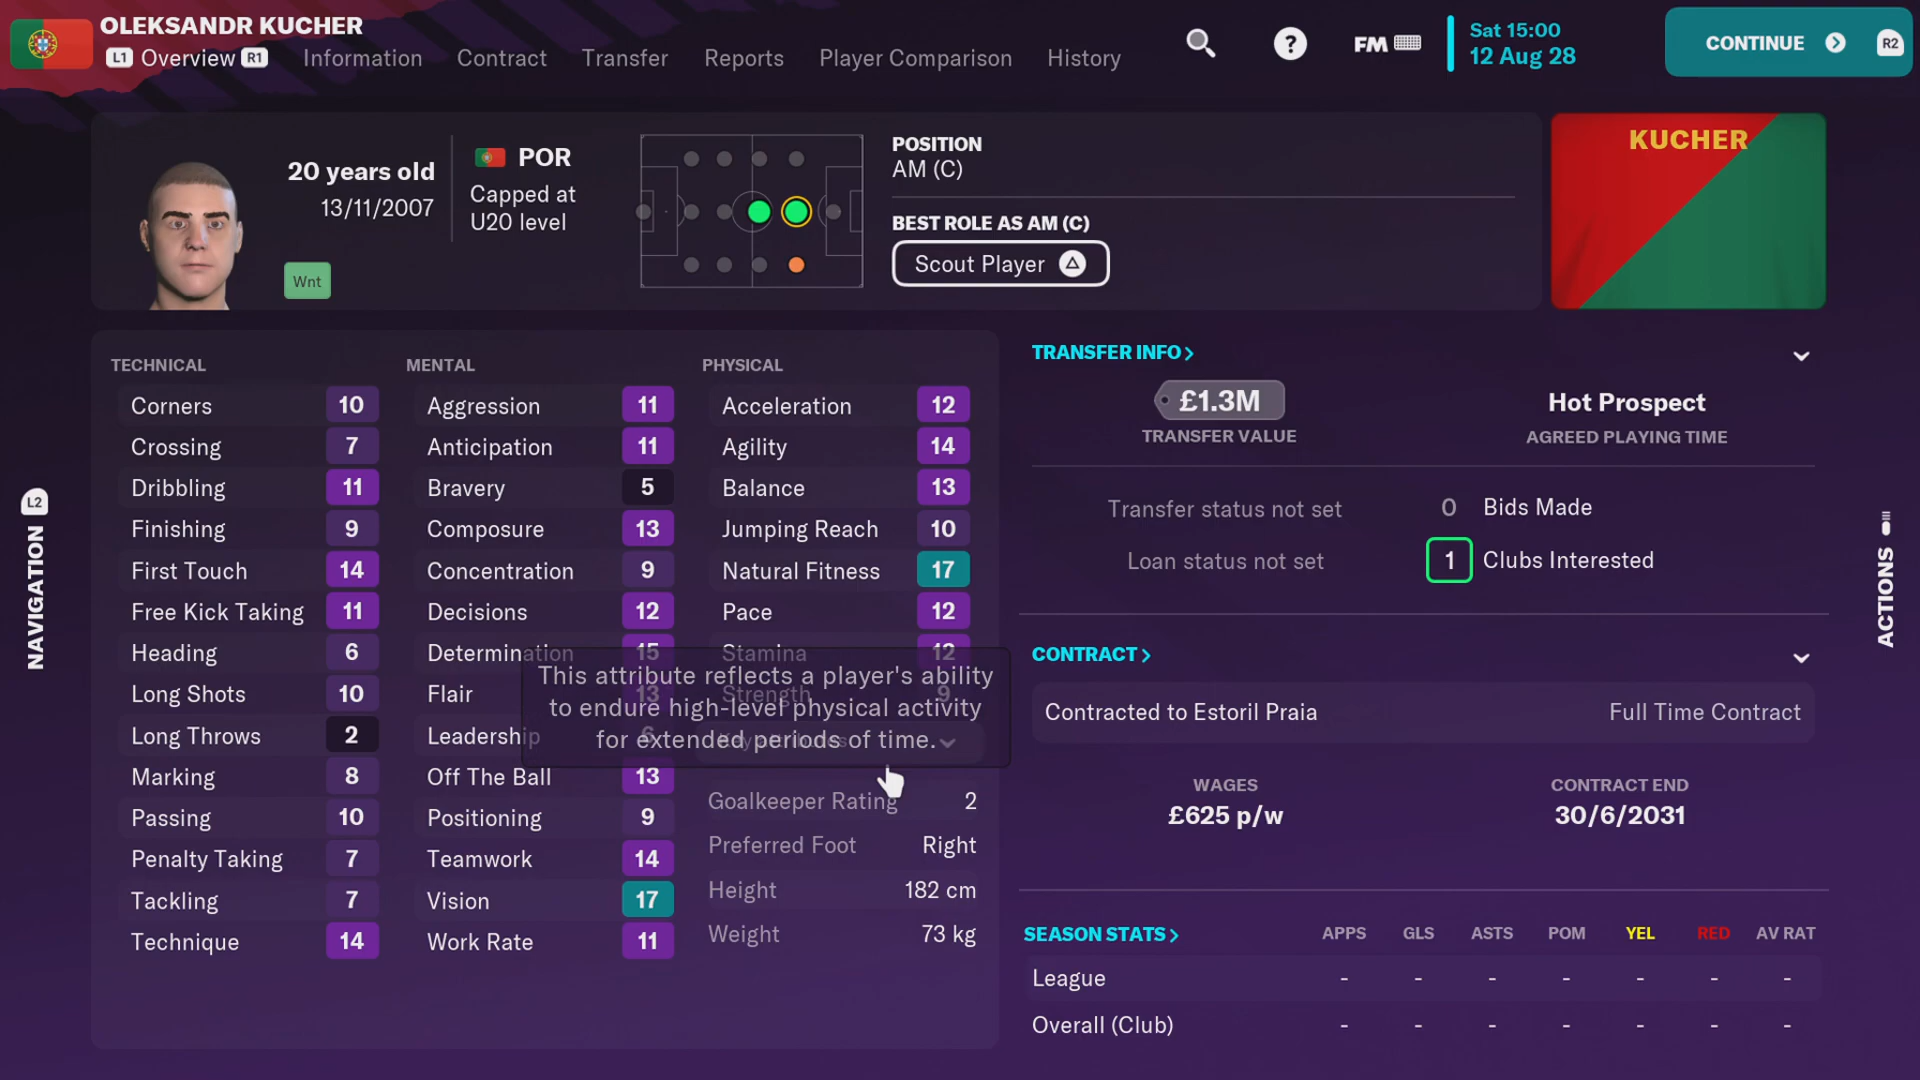 OLEKSANDR KUCHER
L1 Overview R1 Information Contract Transfer Reports Player Comparison History
? FM Sat 15:00
12 Aug 28
CONTINUE R2
20 years old
13/11/2007
Wnt
POR
Capped at
U20 level
POSITION
AM (C)
BEST ROLE AS AM (C)
Scout Player
KUCHER
L2
NAVIGATION
ACTIONS
TECHNICAL
Corners 10
Crossing 7
Dribbling 11
Finishing 9
First Touch 14
Free Kick Taking 11
Heading 6
Long Shots 10
Long Throws 2
Marking 8
Passing 10
Penalty Taking 7
Tackling 7
Technique 14
MENTAL
Aggression 11
Anticipation 11
Bravery 5
Composure 13
Concentration 9
Decisions 12
Determination 15
Flair 13
Leadership 6
Off The Ball 13
Positioning 9
Teamwork 14
Vision 17
Work Rate 11
PHYSICAL
Acceleration 12
Agility 14
Balance 13
Jumping Reach 10
Natural Fitness 17
Pace 12
Stamina 12
Strength 9
This attribute reflects a player's ability
to endure high-level physical activity
for extended periods of time.
Goalkeeper Rating 2
Preferred Foot Right
Height 182 cm
Weight 73 kg
TRANSFER INFO
£1.3M
TRANSFER VALUE
Hot Prospect
AGREED PLAYING TIME
Transfer status not set
Loan status not set
0 Bids Made
1 Clubs Interested
CONTRACT
Contracted to Estoril Praia Full Time Contract
WAGES
£625 p/w
CONTRACT END
30/6/2031
SEASON STATS APPS GLS ASTS POM YEL RED AV RAT
League - - - - - - -
Overall (Club) - - - - - - -